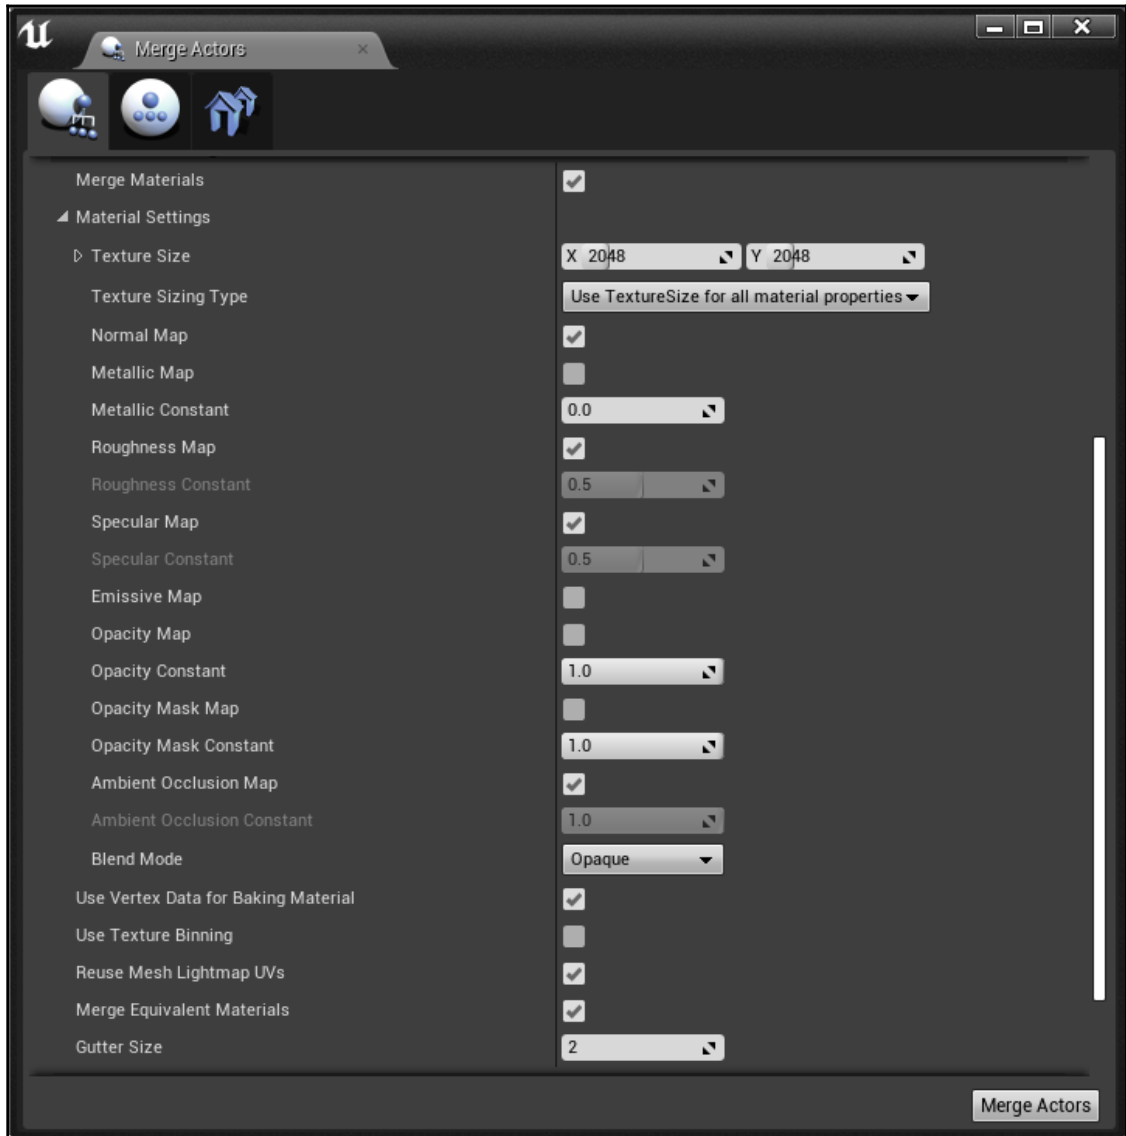 Merge Actors
Merge Materials
Material Settings
Texture Size X 2048 Y 2048
Texture Sizing Type Use TextureSize for all material properties
Normal Map
Metallic Map
Metallic Constant 0.0
Roughness Map
Roughness Constant 0.5
Specular Map
Specular Constant 0.5
Emissive Map
Opacity Map
Opacity Constant 1.0
Opacity Mask Map
Opacity Mask Constant 1.0
Ambient Occlusion Map
Ambient Occlusion Constant 1.0
Blend Mode Opaque
Use Vertex Data for Baking Material
Use Texture Binning
Reuse Mesh Lightmap UVs
Merge Equivalent Materials
Gutter Size 2
Merge Actors